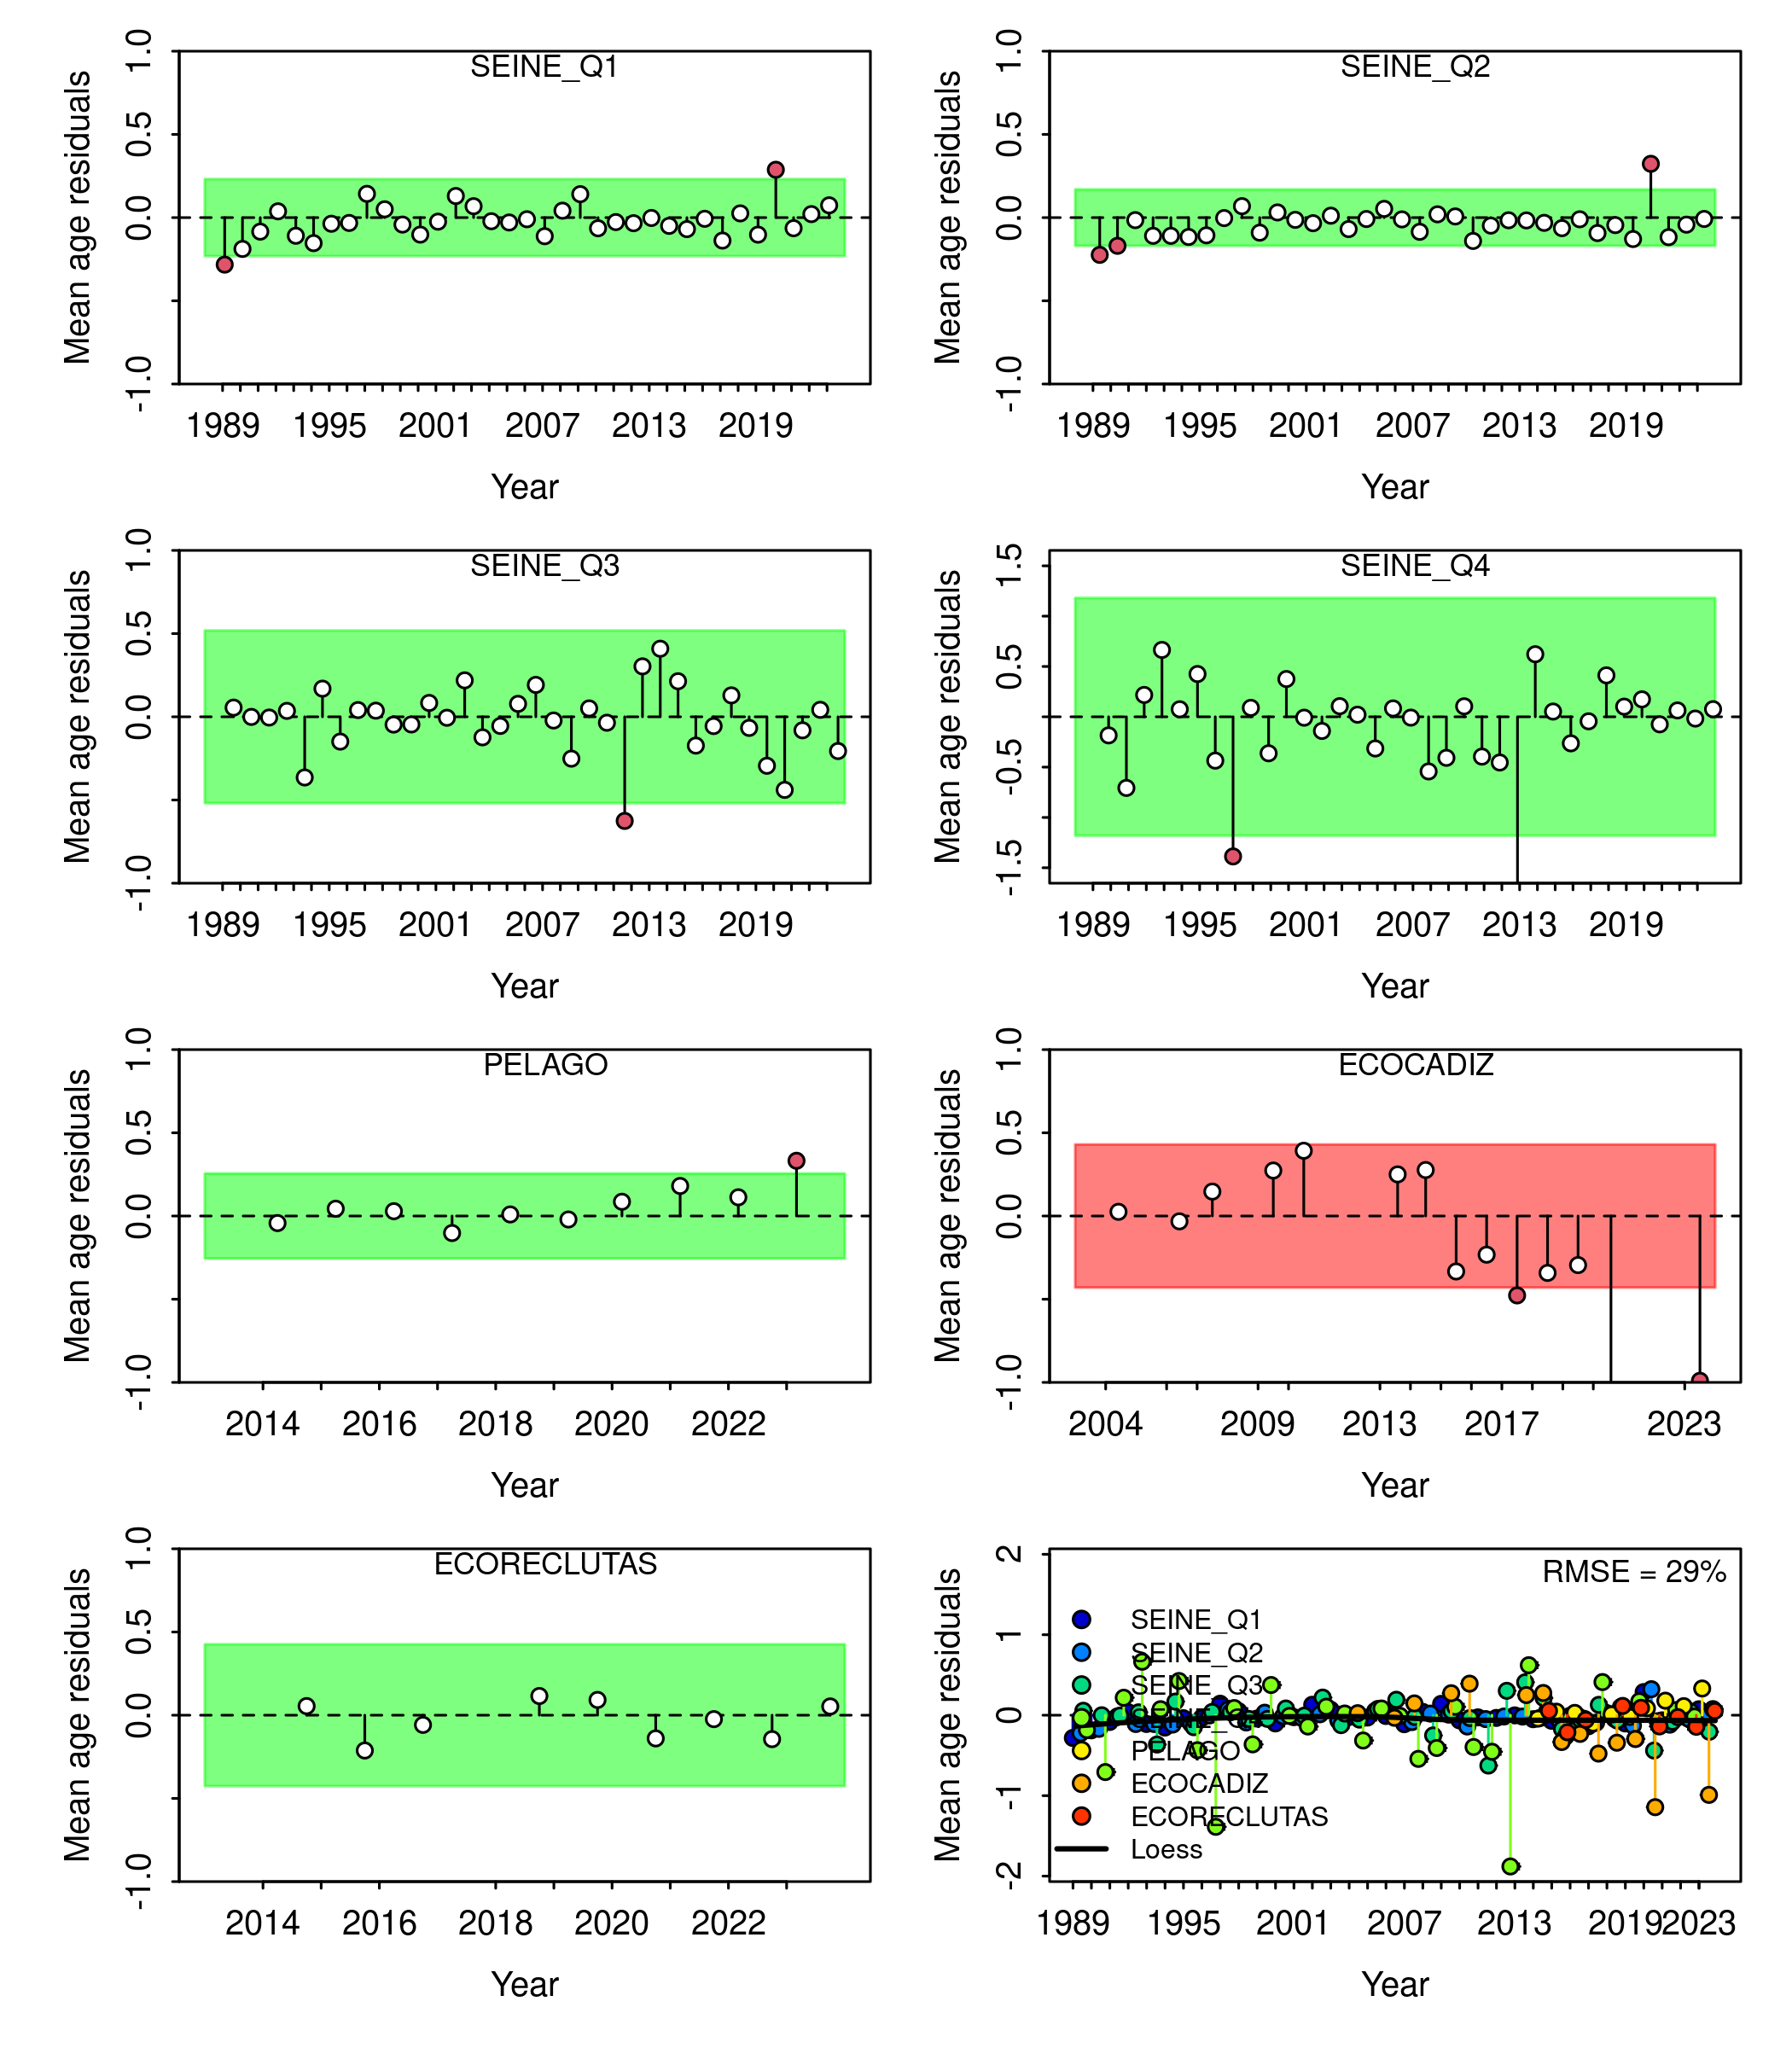 SEINE_Q1
Mean age residuals
1.0
0.5
0.0
-1.0
1989 1995 2001 2007 2013 2019
Year
SEINE_Q2
Mean age residuals
1.0
0.5
0.0
-1.0
1989 1995 2001 2007 2013 2019
Year
SEINE_Q3
Mean age residuals
1.0
0.5
0.0
-1.0
1989 1995 2001 2007 2013 2019
Year
SEINE_Q4
Mean age residuals
1.5
0.5
-0.5
-1.5
1989 1995 2001 2007 2013 2019
Year
PELAGO
Mean age residuals
1.0
0.5
0.0
-1.0
2014 2016 2018 2020 2022
Year
ECOCADIZ
Mean age residuals
1.0
0.5
0.0
-1.0
2004 2009 2013 2017 2023
Year
ECORECLUTAS
Mean age residuals
1.0
0.5
0.0
-1.0
2014 2016 2018 2020 2022
Year
RMSE = 29%
Mean age residuals
2
1
0
-1
-2
SEINE_Q1
SEINE_Q2
SEINE_Q3
PELAGO
ECOCADIZ
ECORECLUTAS
Loess
1989 1995 2001 2007 2013 2019 2023
Year